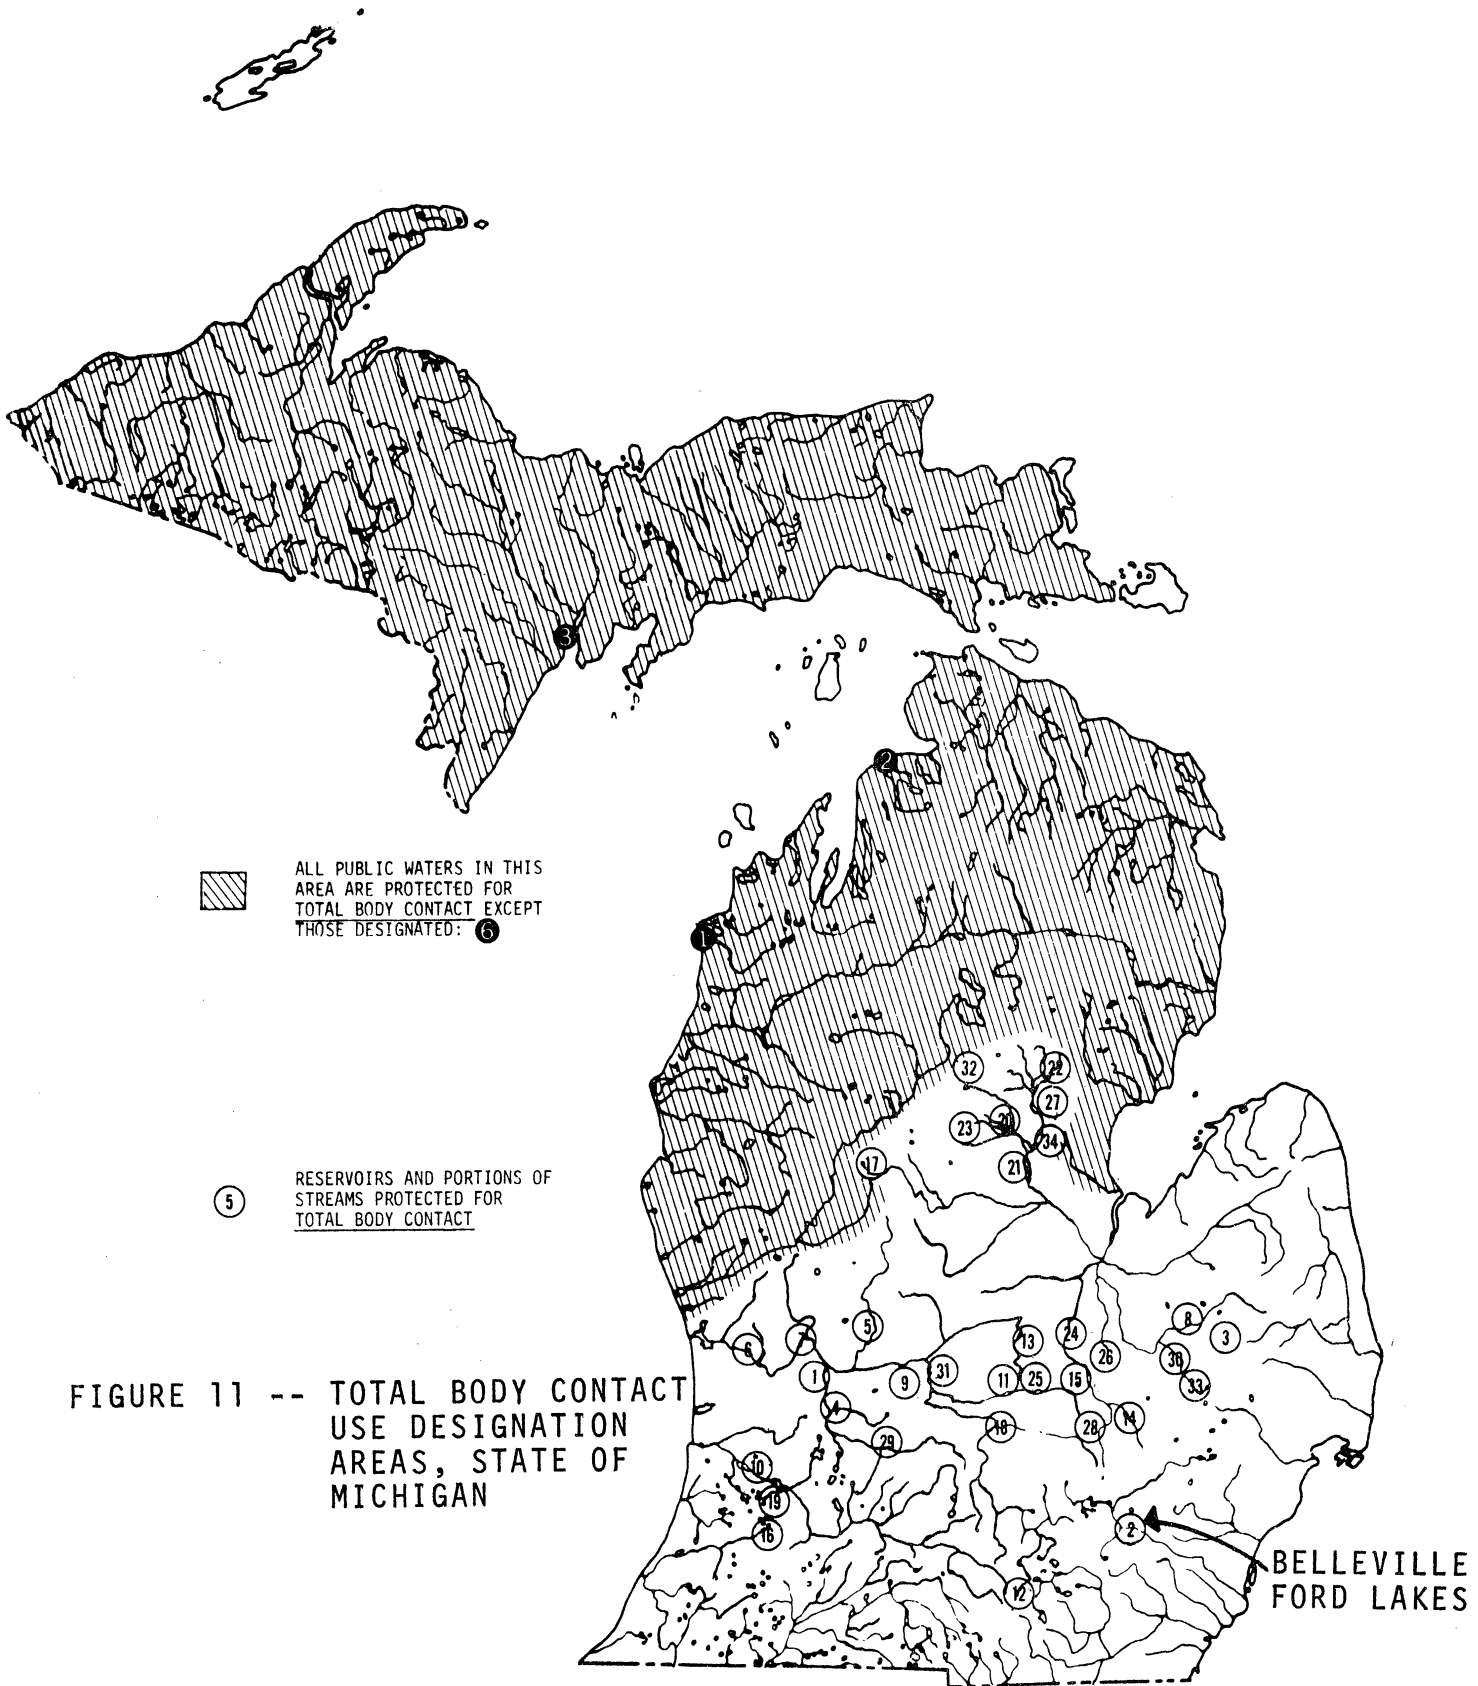 3
2
ALL PUBLIC WATERS IN THIS
AREA ARE PROTECTED FOR
TOTAL BODY CONTACT EXCEPT
THOSE DESIGNATED: 6
1
32
22
27
23
20
34
17
21
5
RESERVOIRS AND PORTIONS OF
STREAMS PROTECTED FOR
TOTAL BODY CONTACT
8
3
5
24
13
7
6
26
30
31
1
9
11
25
15
33
4
14
18
28
29
FIGURE 11 -- TOTAL BODY CONTACT
USE DESIGNATION
AREAS, STATE OF
MICHIGAN
10
19
16
2
12
BELLEVILLE
FORD LAKES